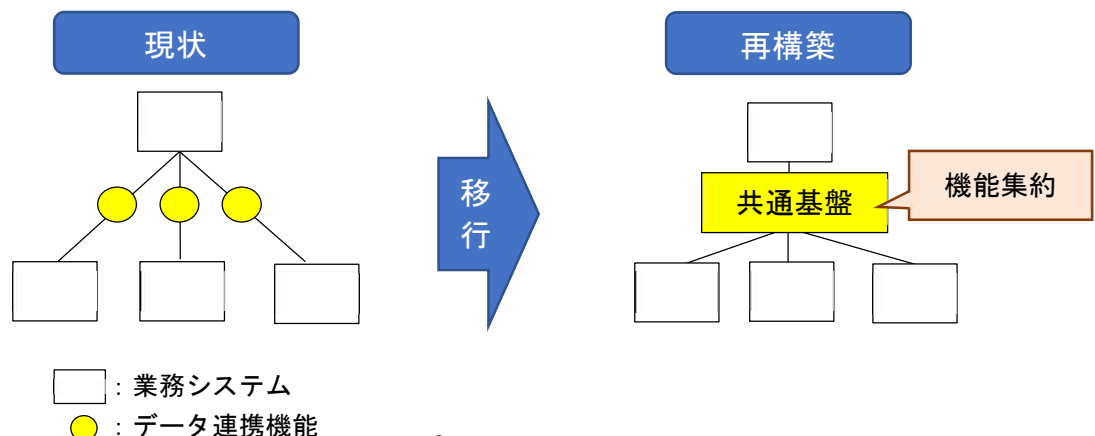 現状
再構築
移
行
共通基盤
機能集約
：業務システム
：データ連携機能